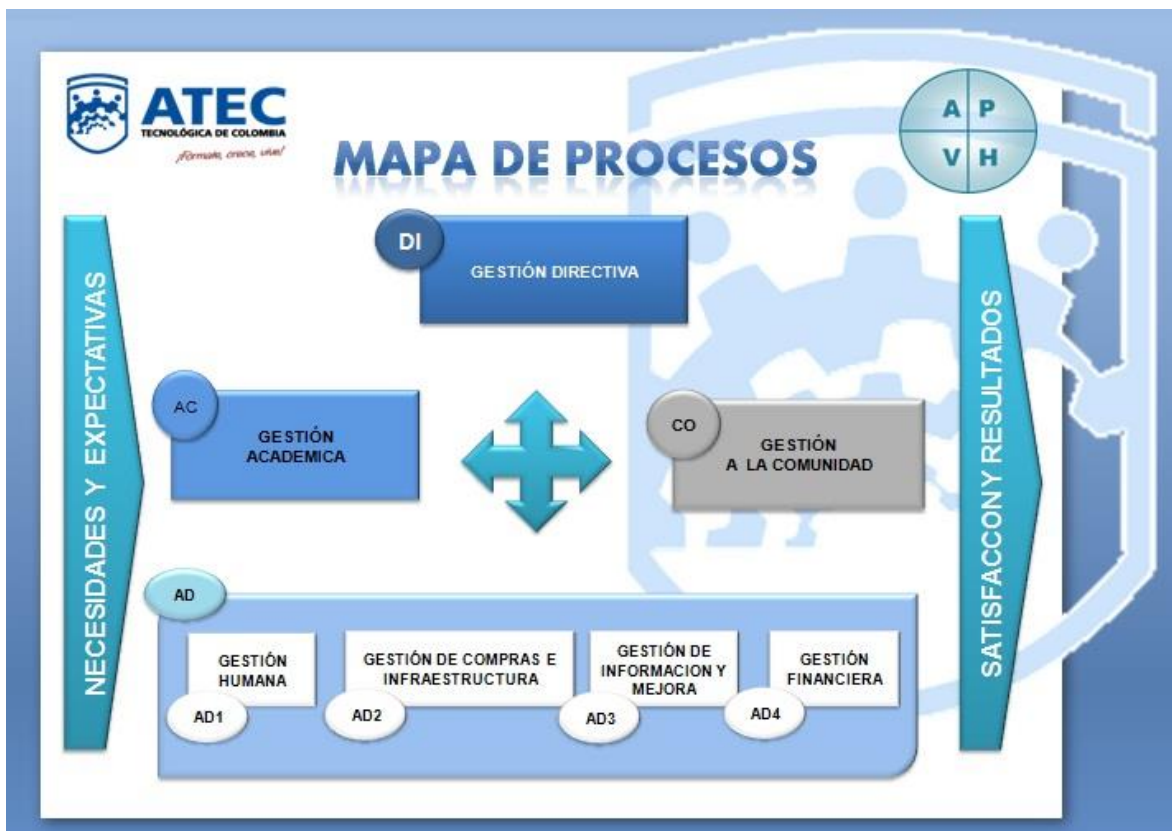 ATEC
TECNOLÓGICA DE COLOMBIA
¡Fórmate, crece, vive!
MAPA DE PROCESOS
A P
V H
NECESIDADES Y EXPECTATIVAS
DI
GESTIÓN DIRECTIVA
AC
GESTIÓN
ACADEMICA
CO
GESTIÓN
A LA COMUNIDAD
AD
GESTIÓN
HUMANA
AD1
GESTIÓN DE COMPRAS E
INFRAESTRUCTURA
AD2
GESTIÓN DE
INFORMACION Y
MEJORA
AD3
GESTIÓN
FINANCIERA
AD4
SATISFACCON Y RESULTADOS